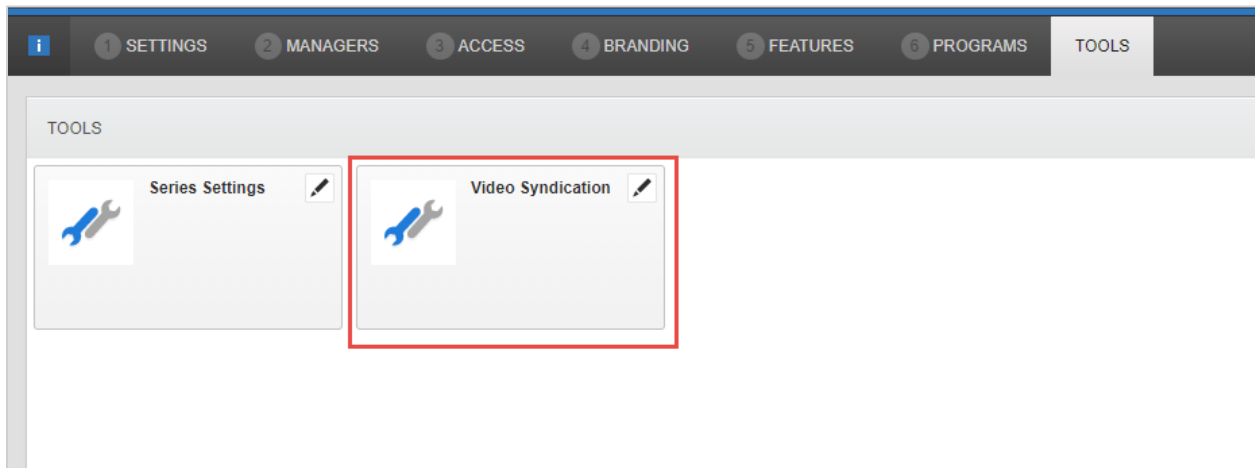 i 1 SETTINGS 2 MANAGERS 3 ACCESS 4 BRANDING 5 FEATURES 6 PROGRAMS TOOLS
TOOLS
Series Settings Video Syndication